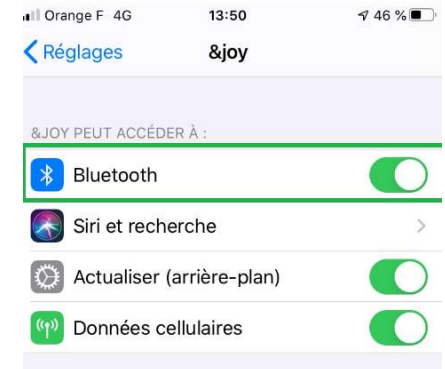 Orange F 4G 13:50 46 %
Réglages &joy
&JOY PEUT ACCÉDER À :
Bluetooth
Siri et recherche
Actualiser (arrière-plan)
Données cellulaires